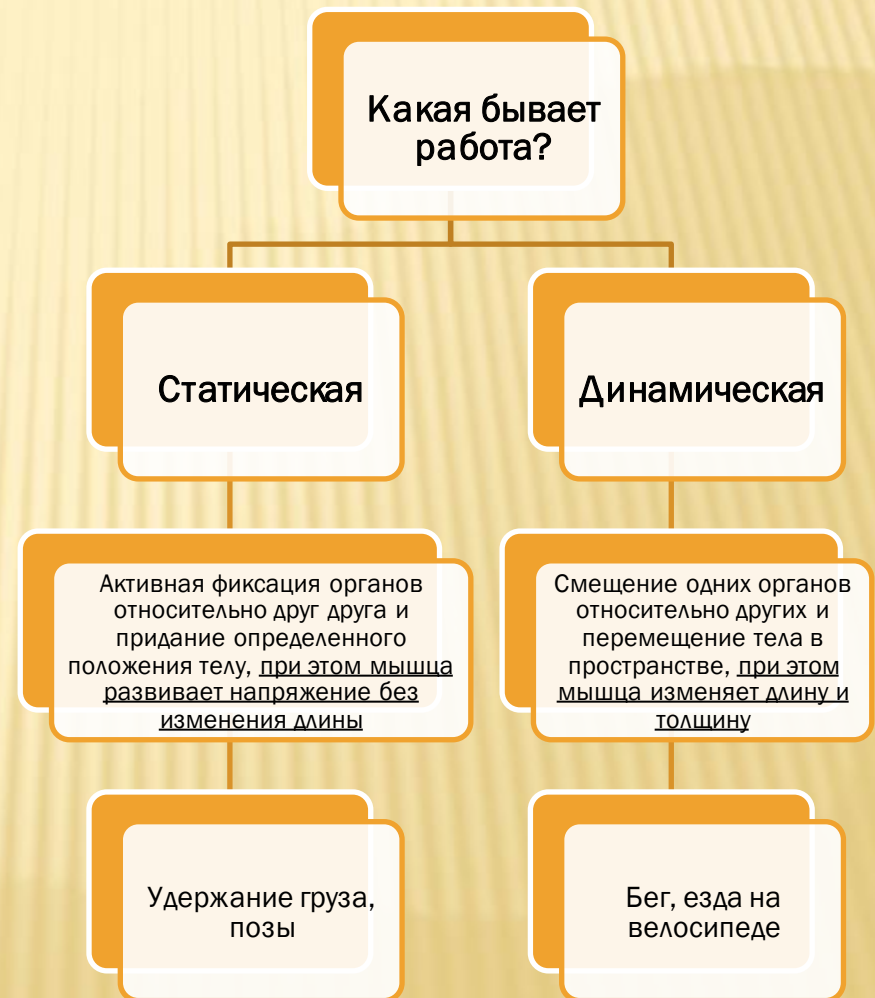 Какая бывает
работа?
Статическая
Динамическая
Активная фиксация органов
относительно друг друга и
придание определенного
положения телу, при этом мышца
развивает напряжение без
изменения длины
Смещение одних органов
относительно других и
перемещение тела в
пространстве, при этом
мышца изменяет длину и
толщину
Удержание груза,
позы
Бег, езда на
велосипеде